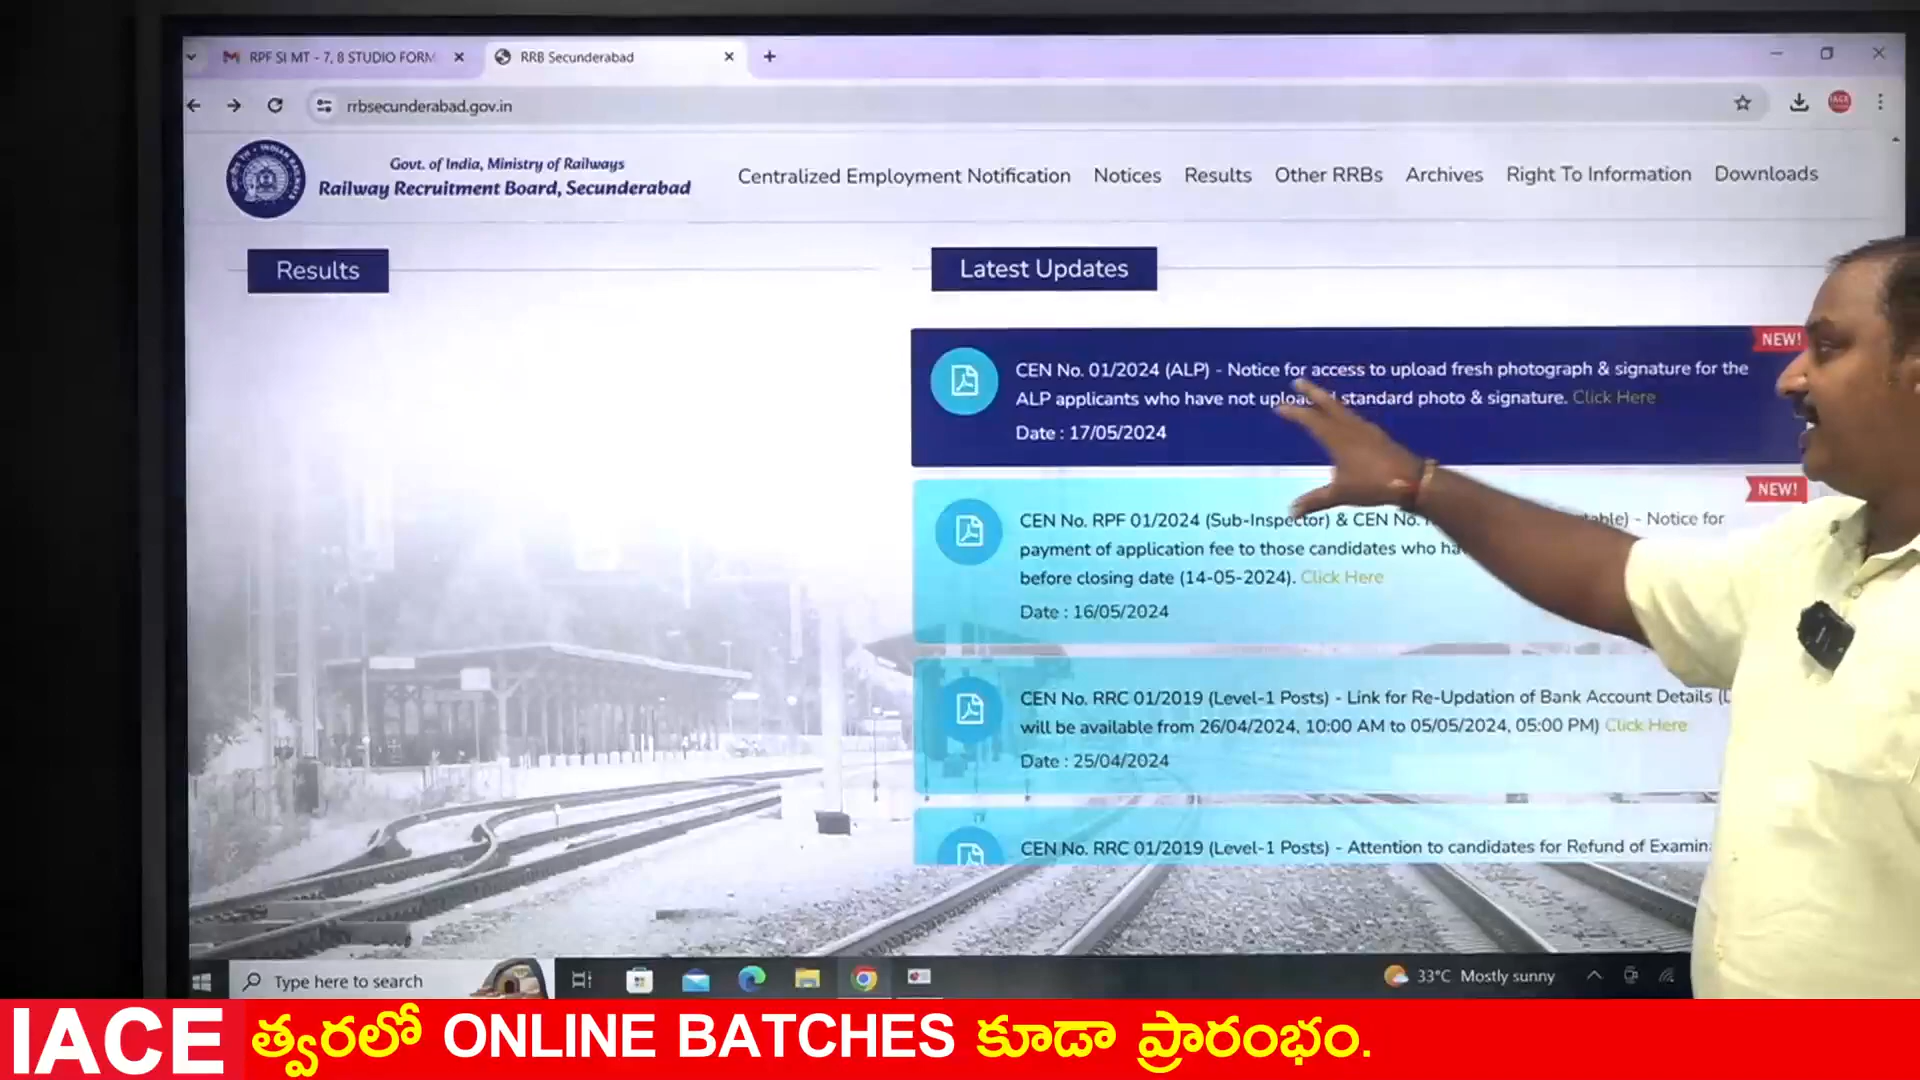 RPF SI MT - 7, 8 STUDIO FORM
RRB Secunderabad
rrbsecunderabad.gov.in
IACE
Govt. of India, Ministry of Railways
Railway Recruitment Board, Secunderabad
Centralized Employment Notification Notices Results Other RRBs Archives Right To Information Downloads
Results
Latest Updates
NEW!
CEN No. 01/2024 (ALP) - Notice for access to upload fresh photograph & signature for the
ALP applicants who have not standard photo & signature. Click Here
Date : 17/05/2024
NEW!
CEN No. RPF 01/2024 (Sub-Inspector) & CEN No. - Notice for
payment of application fee to those candidates who
before closing date (14-05-2024). Click Here
Date : 16/05/2024
CEN No. RRC 01/2019 (Level-1 Posts) - Link for Re-Updation of Bank Account Details
will be available from 26/04/2024, 10:00 AM to 05/05/2024, 05:00 PM) Click Here
Date : 25/04/2024
CEN No. RRC 01/2019 (Level-1 Posts) - Attention to candidates for Refund of
Type here to search
33°C Mostly sunny
IACE త్వరలో ONLINE BATCHES కూడా ప్రారంభం.